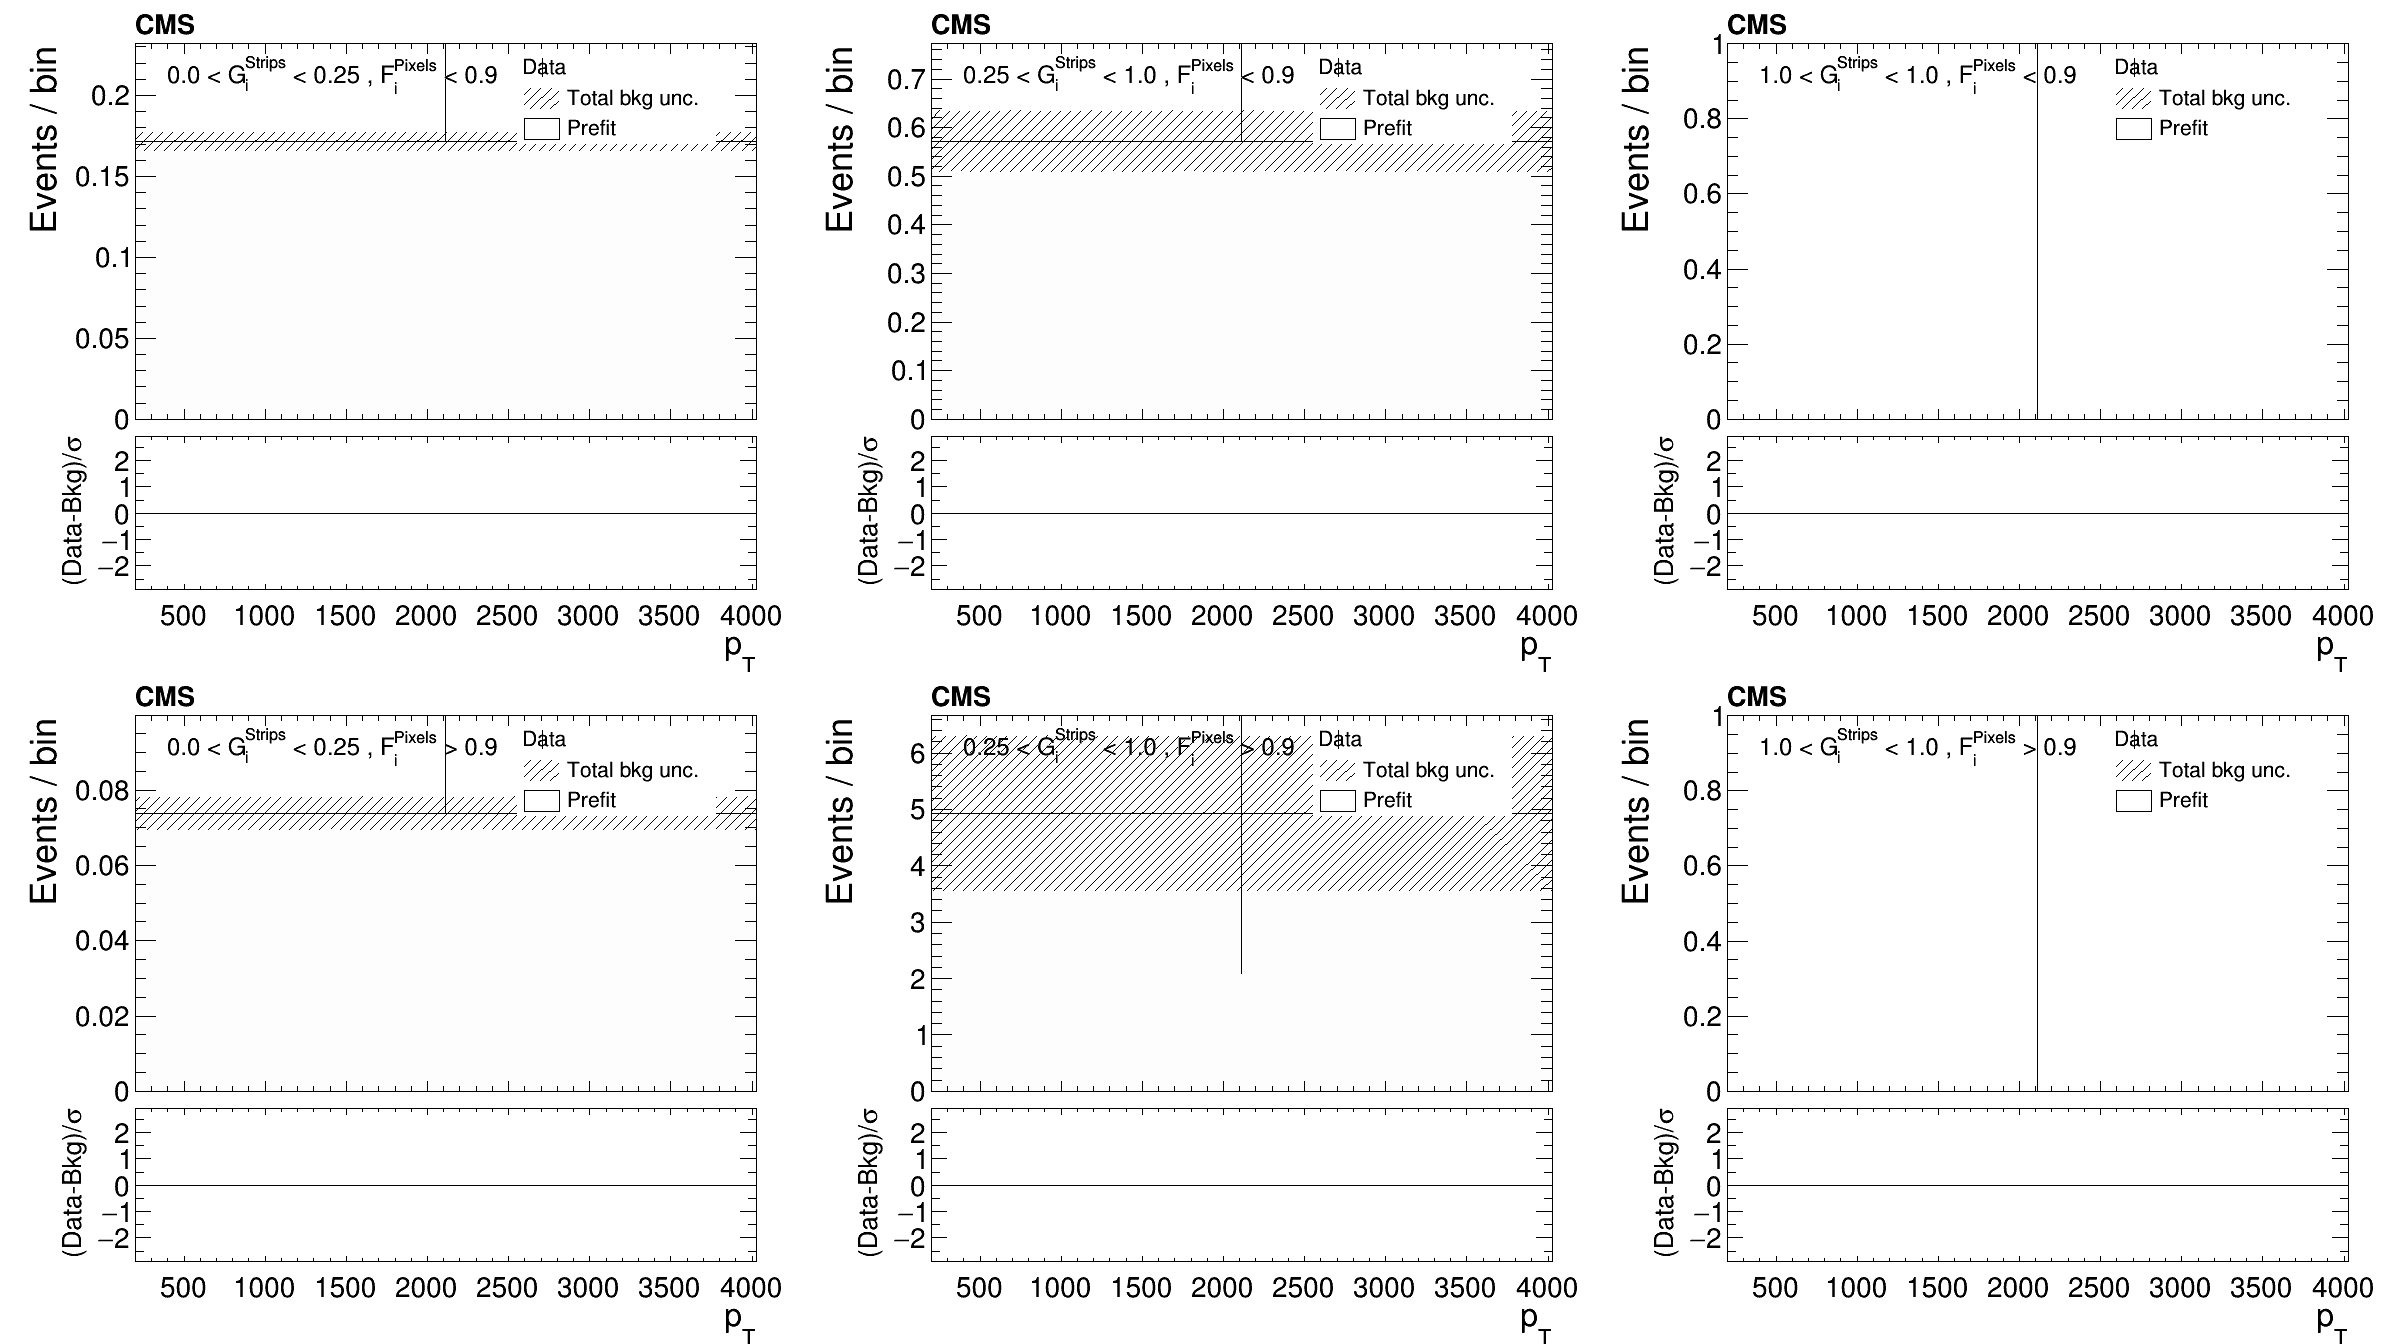 CMS
Events / bin
0.0 < G_i^Strips < 0.25 , F_i^Pixels < 0.9
Data
Total bkg unc.
Prefit
0.2
0.15
0.1
0.05
0
(Data-Bkg)/σ
2
1
0
−1
−2
500 1000 1500 2000 2500 3000 3500 4000
p_T
CMS
Events / bin
0.25 < G_i^Strips < 1.0 , F_i^Pixels < 0.9
Data
Total bkg unc.
Prefit
0.7
0.6
0.5
0.4
0.3
0.2
0.1
0
(Data-Bkg)/σ
2
1
0
−1
−2
500 1000 1500 2000 2500 3000 3500 4000
p_T
CMS
Events / bin
1.0 < G_i^Strips < 1.0 , F_i^Pixels < 0.9
Data
Total bkg unc.
Prefit
1
0.8
0.6
0.4
0.2
0
(Data-Bkg)/σ
2
1
0
−1
−2
500 1000 1500 2000 2500 3000 3500 4000
p_T
CMS
Events / bin
0.0 < G_i^Strips < 0.25 , F_i^Pixels > 0.9
Data
Total bkg unc.
Prefit
0.08
0.06
0.04
0.02
0
(Data-Bkg)/σ
2
1
0
−1
−2
500 1000 1500 2000 2500 3000 3500 4000
p_T
CMS
Events / bin
0.25 < G_i^Strips < 1.0 , F_i^Pixels > 0.9
Data
Total bkg unc.
Prefit
6
5
4
3
2
1
0
(Data-Bkg)/σ
2
1
0
−1
−2
500 1000 1500 2000 2500 3000 3500 4000
p_T
CMS
Events / bin
1.0 < G_i^Strips < 1.0 , F_i^Pixels > 0.9
Data
Total bkg unc.
Prefit
1
0.8
0.6
0.4
0.2
0
(Data-Bkg)/σ
2
1
0
−1
−2
500 1000 1500 2000 2500 3000 3500 4000
p_T